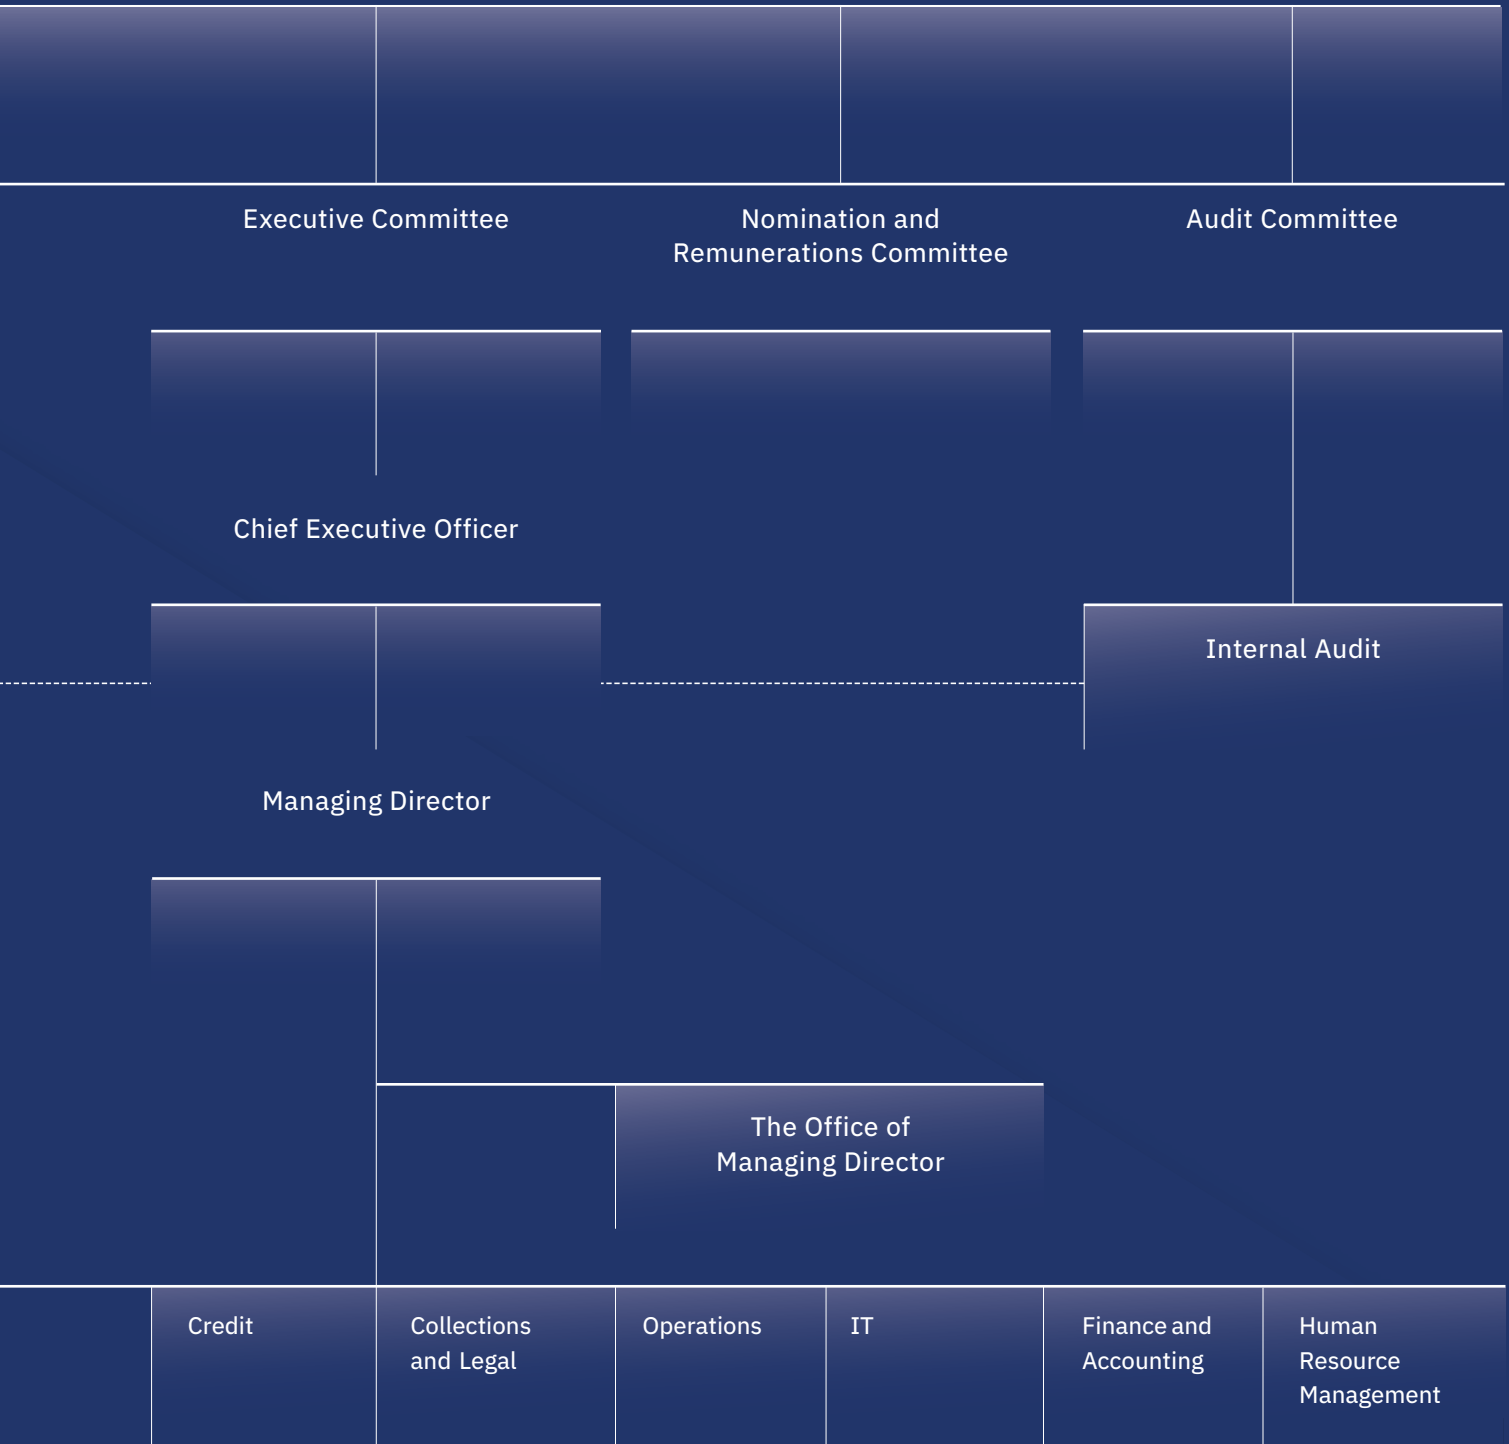 Executive Committee
Nomination and
Remunerations Committee
Audit Committee
Chief Executive Officer
Internal Audit
Managing Director
The Office of
Managing Director
Credit
Collections
and Legal
Operations
IT
Finance and
Accounting
Human
Resource
Management